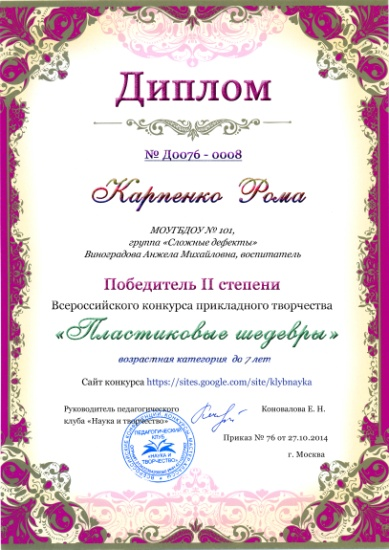 Диплом
№ Д0076 - 0008
Карпенко Рома
МОУГБДОУ № 101,
группа «Сложные дефекты»
Виноградова Анжела Михайловна, воспитатель
Победитель II степени
Всероссийского конкурса прикладного творчества
«Пластиковые шедевры»
возрастная категория до 7 лет
Сайт конкурса https://sites.google.com/site/klybnayka
Руководитель педагогического
клуба «Наука и творчество»
Коновалова Е. Н.
ПЕДАГОГИЧЕСКИЙ
КЛУБ
«НАУКА И
ТВОРЧЕСТВО»
Приказ № 76 от 27.10.2014
г. Москва